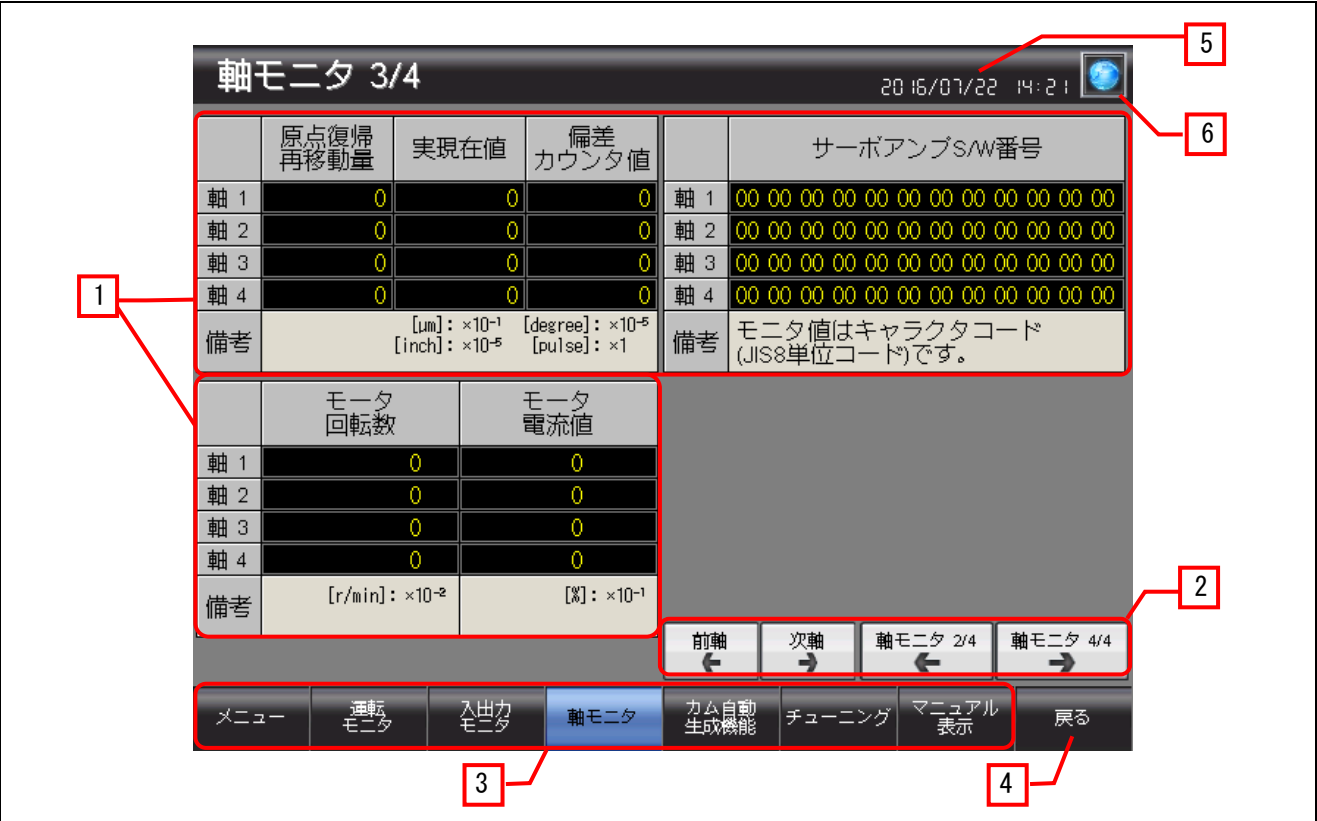 軸モニタ 3/4
2016/07/22 14:21
5
6
原点復帰
再移動量
実現在値
偏差
カウンタ値
軸 1 0 0 0
軸 2 0 0 0
軸 3 0 0 0
軸 4 0 0 0
備考
[μm]: ×10⁻¹ [degree]: ×10⁻⁵
[inch]: ×10⁻⁵ [pulse]: ×1
サーボアンプS/W番号
軸 1 00 00 00 00 00 00 00 00 00 00 00 00
軸 2 00 00 00 00 00 00 00 00 00 00 00 00
軸 3 00 00 00 00 00 00 00 00 00 00 00 00
軸 4 00 00 00 00 00 00 00 00 00 00 00 00
備考
モニタ値はキャラクタコード
(JIS8単位コード)です。
1
モータ
回転数
モータ
電流値
軸 1 0 0
軸 2 0 0
軸 3 0 0
軸 4 0 0
備考
[r/min]: ×10⁻²
[%]: ×10⁻¹
2
前軸
次軸
軸モニタ 2/4
軸モニタ 4/4
メニュー
運転
モニタ
入出力
モニタ
軸モニタ
カム自動
生成機能
チューニング
マニュアル
表示
戻る
3
4